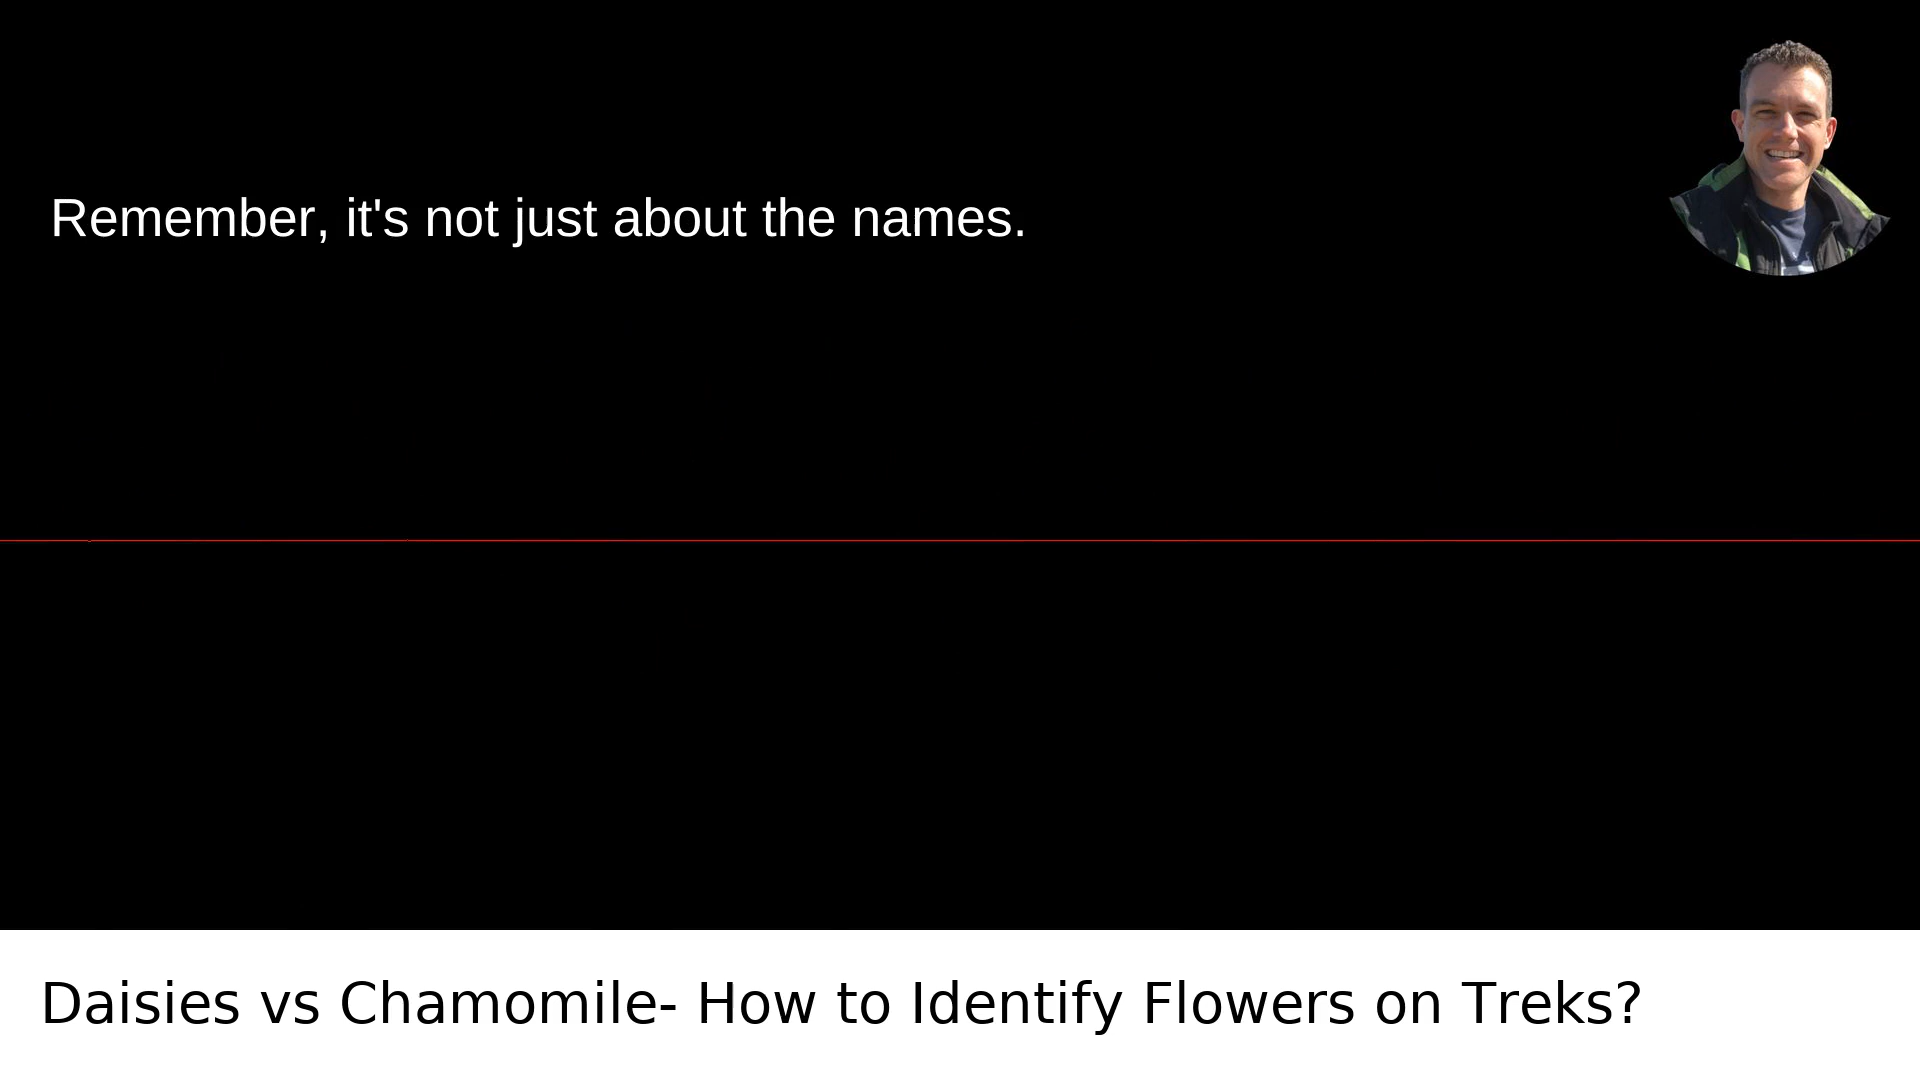 Remember, it's not just about the names.
Daisies vs Chamomile- How to Identify Flowers on Treks?